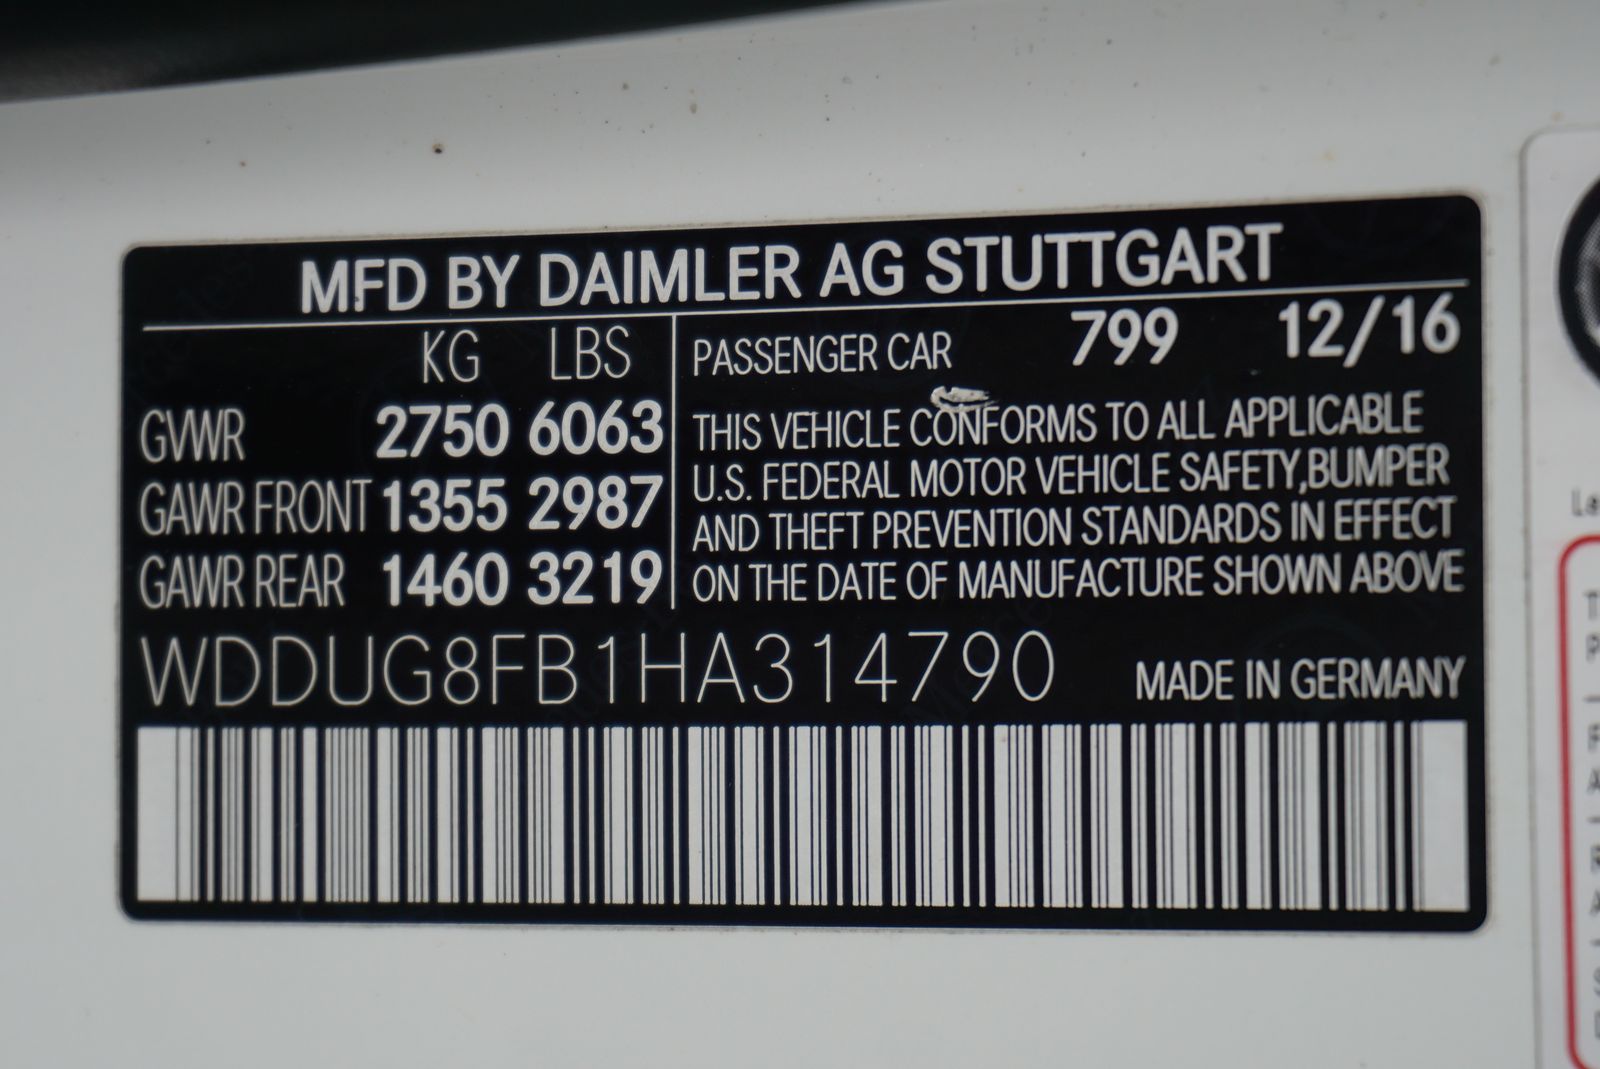 MFD BY DAIMLER AG STUTTGART
KG LBS
GVWR 2750 6063
GAWR FRONT 1355 2987
GAWR REAR 1460 3219
PASSENGER CAR 799 12/16
THIS VEHICLE CONFORMS TO ALL APPLICABLE
U.S. FEDERAL MOTOR VEHICLE SAFETY,BUMPER
AND THEFT PREVENTION STANDARDS IN EFFECT
ON THE DATE OF MANUFACTURE SHOWN ABOVE
WDDUG8FB1HA314790
MADE IN GERMANY